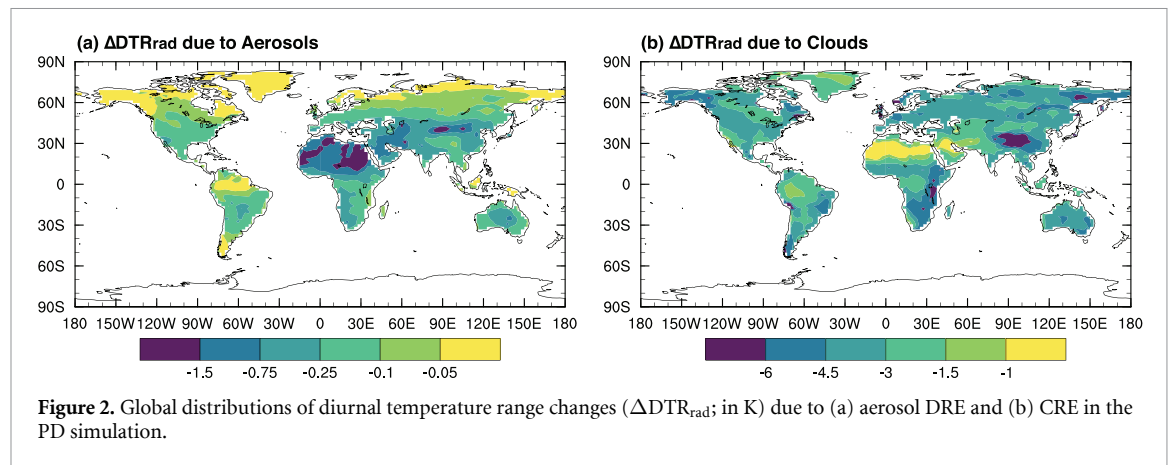 (a) ΔDTRrad due to Aerosols
90N
60N
30N
0
30S
60S
90S
180 150W 120W 90W 60W 30W 0 30E 60E 90E 120E 150E 180
-1.5 -0.75 -0.25 -0.1 -0.05
(b) ΔDTRrad due to Clouds
90N
60N
30N
0
30S
60S
90S
180 150W 120W 90W 60W 30W 0 30E 60E 90E 120E 150E 180
-6 -4.5 -3 -1.5 -1
Figure 2. Global distributions of diurnal temperature range changes (ΔDTRrad; in K) due to (a) aerosol DRE and (b) CRE in the
PD simulation.